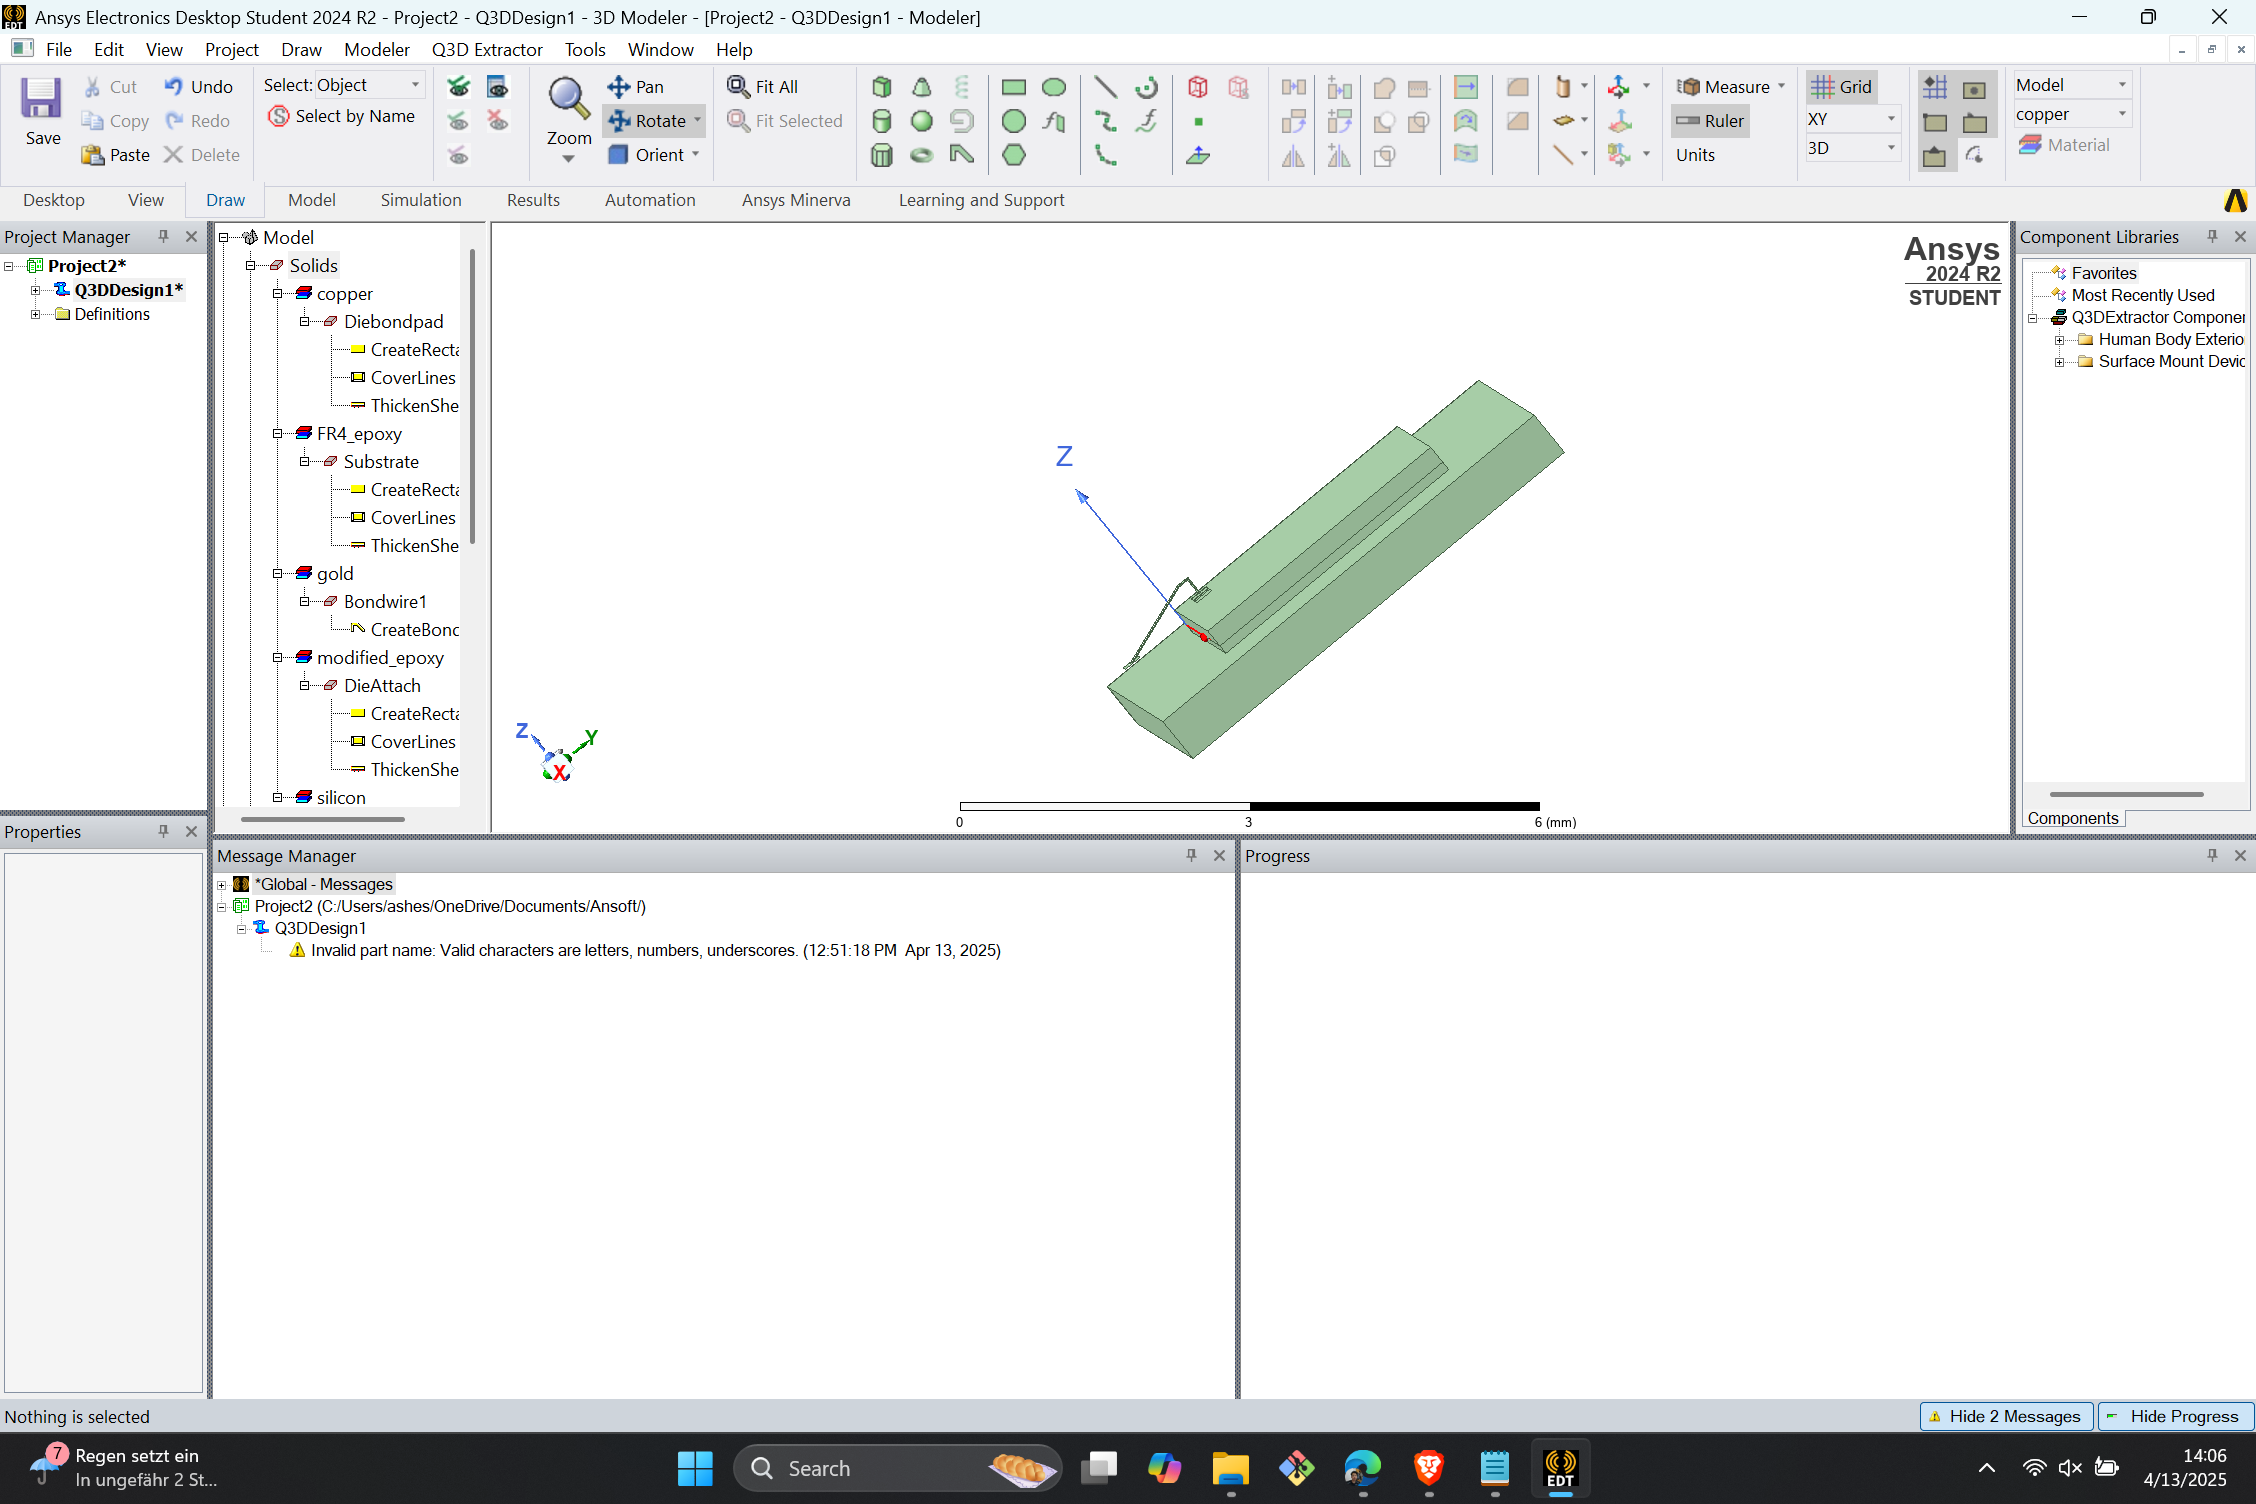 Ansys Electronics Desktop Student 2024 R2 - Project2 - Q3DDesign1 - 3D Modeler - [Project2 - Q3DDesign1 - Modeler]
File Edit View Project Draw Modeler Q3D Extractor Tools Window Help
Save
Cut
Copy
Paste
Undo
Redo
Delete
Select: Object
Select by Name
Zoom
Pan
Rotate
Orient
Fit All
Fit Selected
Measure
Ruler
Units
Grid
XY
3D
Model
copper
Material
Desktop View Draw Model Simulation Results Automation Ansys Minerva Learning and Support
Project Manager
Project2*
Q3DDesign1*
Definitions
Model
Solids
copper
Diebondpad
CreateRecta
CoverLines
ThickenShe
FR4_epoxy
Substrate
CreateRecta
CoverLines
ThickenShe
gold
Bondwire1
CreateBond
modified_epoxy
DieAttach
CreateRecta
CoverLines
ThickenShe
silicon
Ansys
2024 R2
STUDENT
Z
Z
Y
X
0 3 6 (mm)
Component Libraries
Favorites
Most Recently Used
Q3DExtractor Componen
Human Body Exterio
Surface Mount Devic
Components
Properties
Message Manager
*Global - Messages
Project2 (C:/Users/ashes/OneDrive/Documents/Ansoft/)
Q3DDesign1
Invalid part name: Valid characters are letters, numbers, underscores. (12:51:18 PM Apr 13, 2025)
Progress
Nothing is selected
Hide 2 Messages
Hide Progress
7
Regen setzt ein
In ungefähr 2 St...
Search
EDT
14:06
4/13/2025